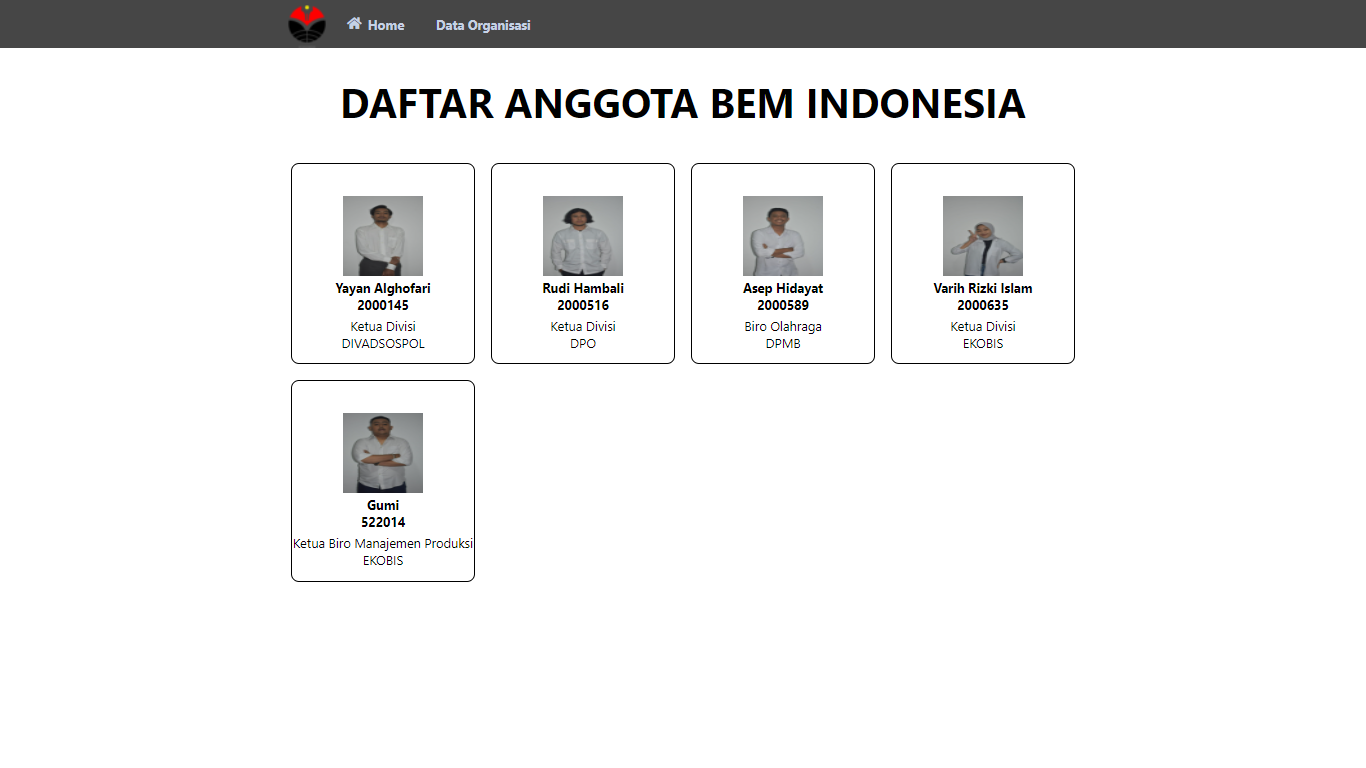 Home Data Organisasi
DAFTAR ANGGOTA BEM INDONESIA
Yayan Alghofari
2000145
Ketua Divisi
DIVADSOSPOL
Rudi Hambali
2000516
Ketua Divisi
DPO
Asep Hidayat
2000589
Biro Olahraga
DPMB
Varih Rizki Islam
2000635
Ketua Divisi
EKOBIS
Gumi
522014
Ketua Biro Manajemen Produksi
EKOBIS